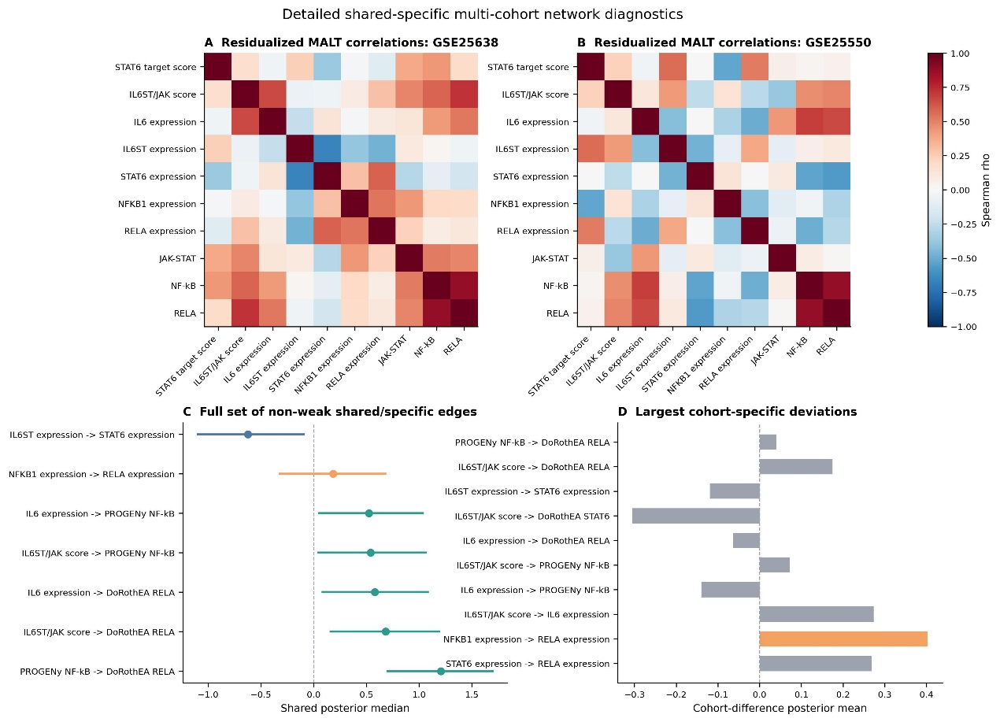 Detailed shared-specific multi-cohort network diagnostics
A Residualized MALT correlations: GSE25638
STAT6 target score
IL6ST/JAK score
IL6 expression
IL6ST expression
STAT6 expression
NFKB1 expression
RELA expression
JAK-STAT
NF-kB
RELA
STAT6 target score
IL6ST/JAK score
IL6 expression
IL6ST expression
STAT6 expression
NFKB1 expression
RELA expression
JAK-STAT
NF-kB
RELA
B Residualized MALT correlations: GSE25550
STAT6 target score
IL6ST/JAK score
IL6 expression
IL6ST expression
STAT6 expression
NFKB1 expression
RELA expression
JAK-STAT
NF-kB
RELA
STAT6 target score
IL6ST/JAK score
IL6 expression
IL6ST expression
STAT6 expression
NFKB1 expression
RELA expression
JAK-STAT
NF-kB
RELA
1.00
0.75
0.50
0.25
0.00
−0.25
−0.50
−0.75
−1.00
Spearman rho
C Full set of non-weak shared/specific edges
IL6ST expression -> STAT6 expression
NFKB1 expression -> RELA expression
IL6 expression -> PROGENy NF-kB
IL6ST/JAK score -> PROGENy NF-kB
IL6 expression -> DoRothEA RELA
IL6ST/JAK score -> DoRothEA RELA
PROGENy NF-kB -> DoRothEA RELA
−1.0 −0.5 0.0 0.5 1.0 1.5
Shared posterior median
D Largest cohort-specific deviations
PROGENy NF-kB -> DoRothEA RELA
IL6ST/JAK score -> DoRothEA RELA
IL6ST expression -> STAT6 expression
IL6ST/JAK score -> DoRothEA STAT6
IL6 expression -> DoRothEA RELA
IL6ST/JAK score -> PROGENy NF-kB
IL6 expression -> PROGENy NF-kB
IL6ST/JAK score -> IL6 expression
NFKB1 expression -> RELA expression
STAT6 expression -> RELA expression
−0.3 −0.2 −0.1 0.0 0.1 0.2 0.3 0.4
Cohort-difference posterior mean